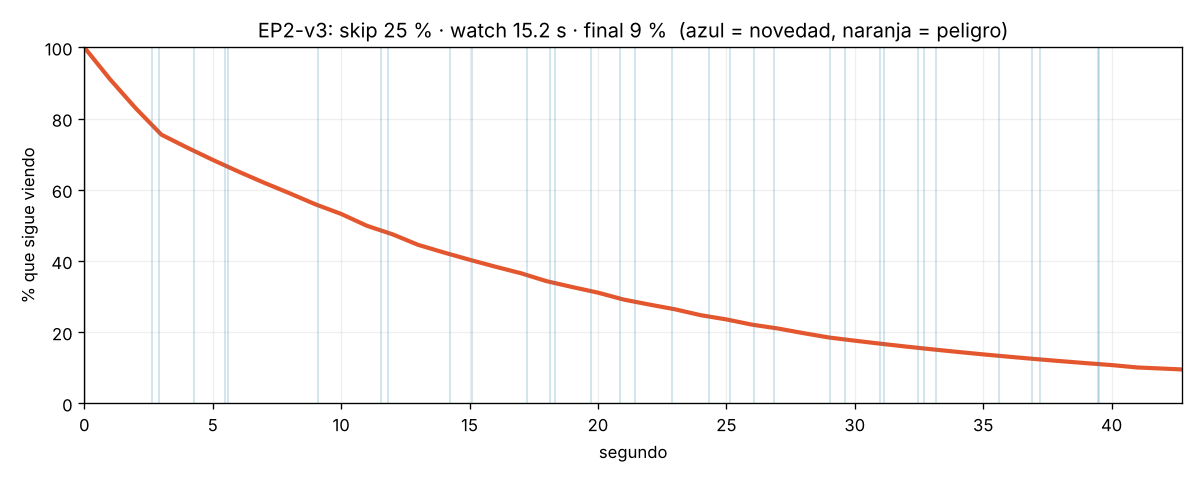 EP2-v3: skip 25 % · watch 15.2 s · final 9 %  (azul = novedad, naranja = peligro)
% que sigue viendo
100
80
60
40
20
0
0 5 10 15 20 25 30 35 40
segundo